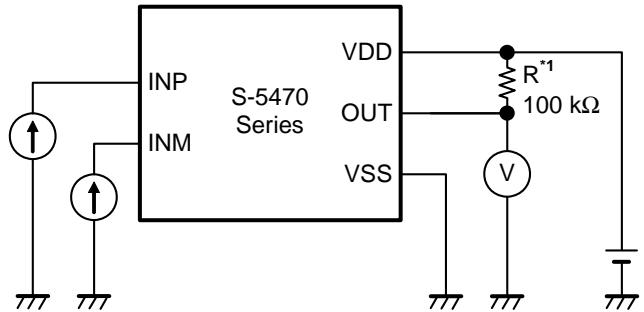 VDD
R*1
100 kΩ
INP
S-5470
Series
OUT
INM
VSS
V